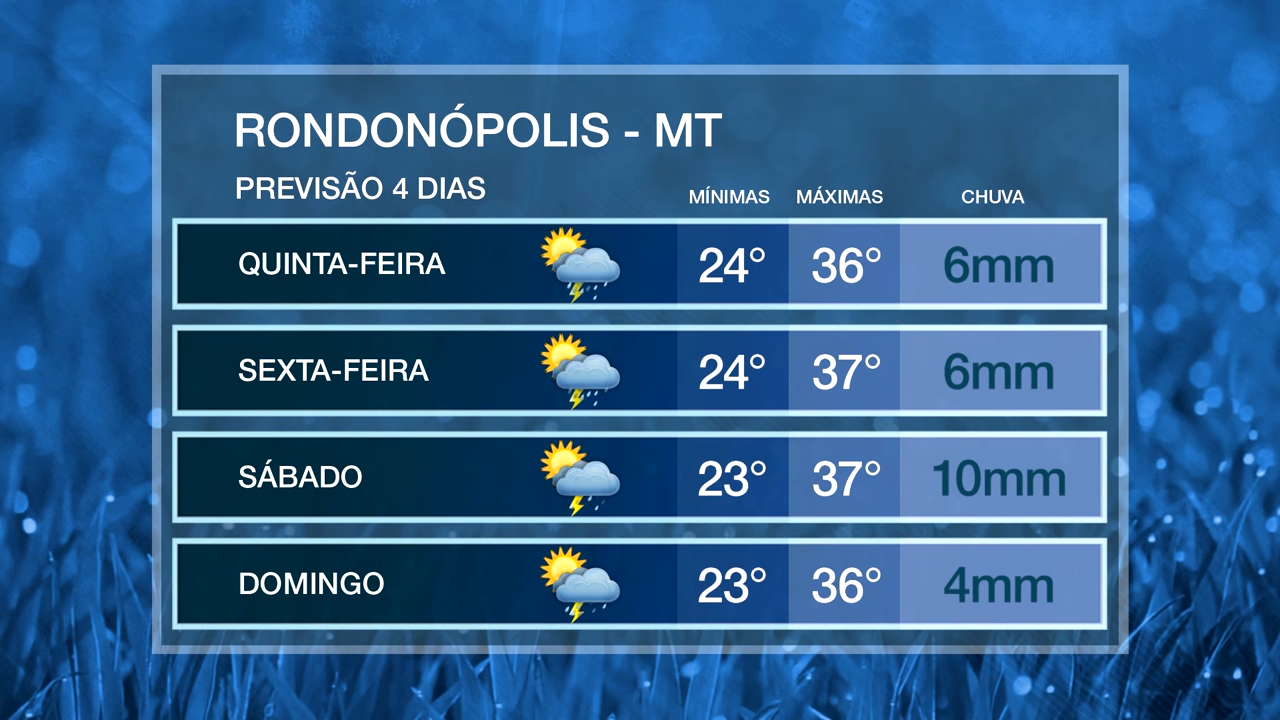 RONDONÓPOLIS - MT
PREVISÃO 4 DIAS MÍNIMAS MÁXIMAS CHUVA
QUINTA-FEIRA 24° 36° 6mm
SEXTA-FEIRA 24° 37° 6mm
SÁBADO 23° 37° 10mm
DOMINGO 23° 36° 4mm